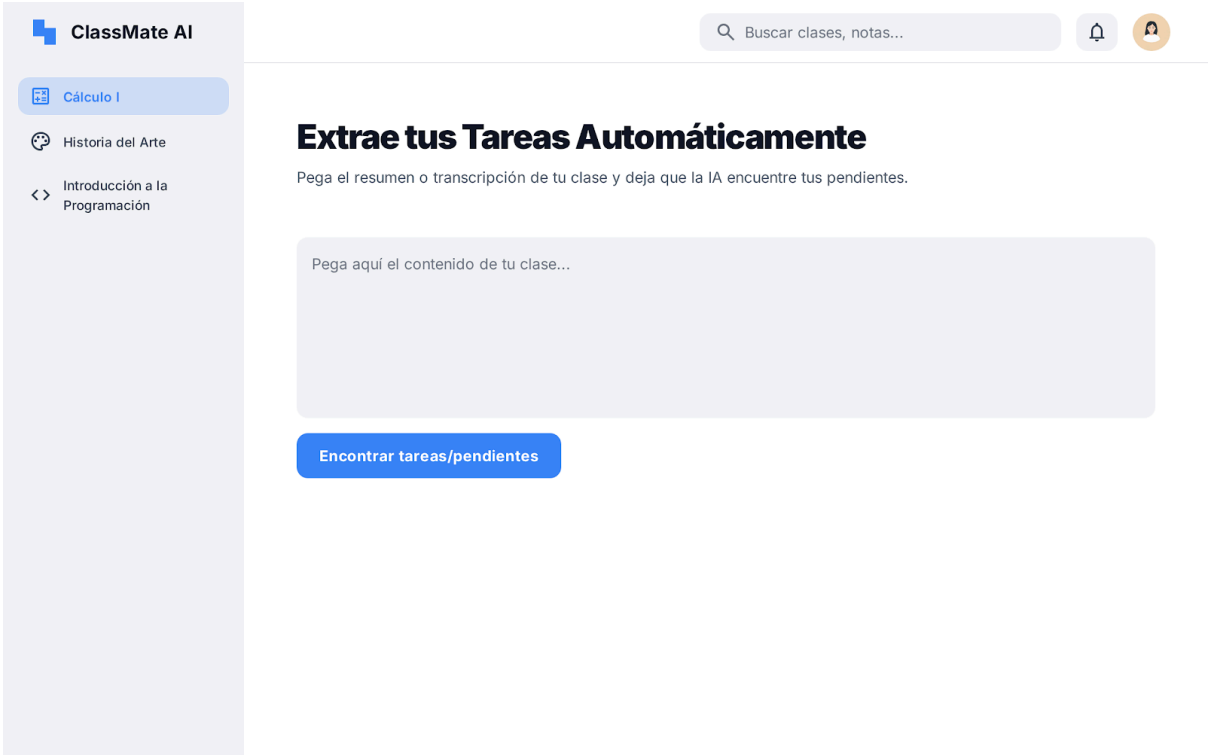 ClassMate AI
Buscar clases, notas...
Cálculo I
Historia del Arte
Introducción a la
Programación
Extrae tus Tareas Automáticamente
Pega el resumen o transcripción de tu clase y deja que la IA encuentre tus pendientes.
Pega aquí el contenido de tu clase...
Encontrar tareas/pendientes